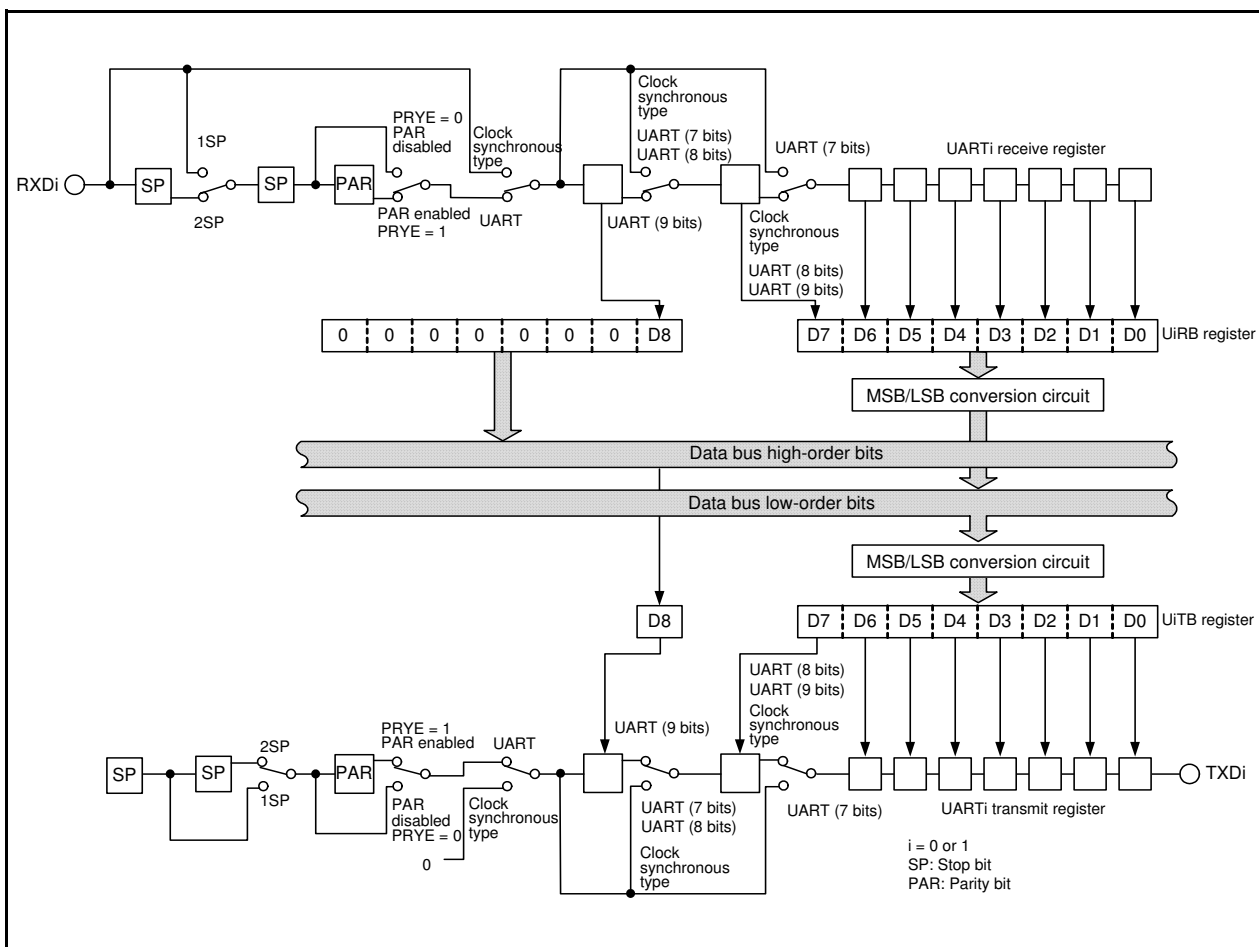 Clock
synchronous
type
PRYE = 0
PAR
disabled
Clock
synchronous
type
UART (7 bits)
UART (8 bits)
UART (7 bits)
UARTi receive register
1SP
RXDi
SP
SP
PAR
2SP
PAR enabled
PRYE = 1
UART
UART (9 bits)
Clock
synchronous
type
UART (8 bits)
UART (9 bits)
0 0 0 0 0 0 0 D8
D7 D6 D5 D4 D3 D2 D1 D0
UiRB register
MSB/LSB conversion circuit
Data bus high-order bits
Data bus low-order bits
MSB/LSB conversion circuit
D8
D7 D6 D5 D4 D3 D2 D1 D0
UiTB register
UART (8 bits)
UART (9 bits)
Clock
synchronous
type
UART (9 bits)
PRYE = 1
PAR enabled
UART
2SP
SP
SP
PAR
TXDi
1SP
PAR
disabled
PRYE = 0
Clock
synchronous
type
0
UART (7 bits)
UART (8 bits)
Clock
synchronous
type
UART (7 bits)
UARTi transmit register
i = 0 or 1
SP: Stop bit
PAR: Parity bit